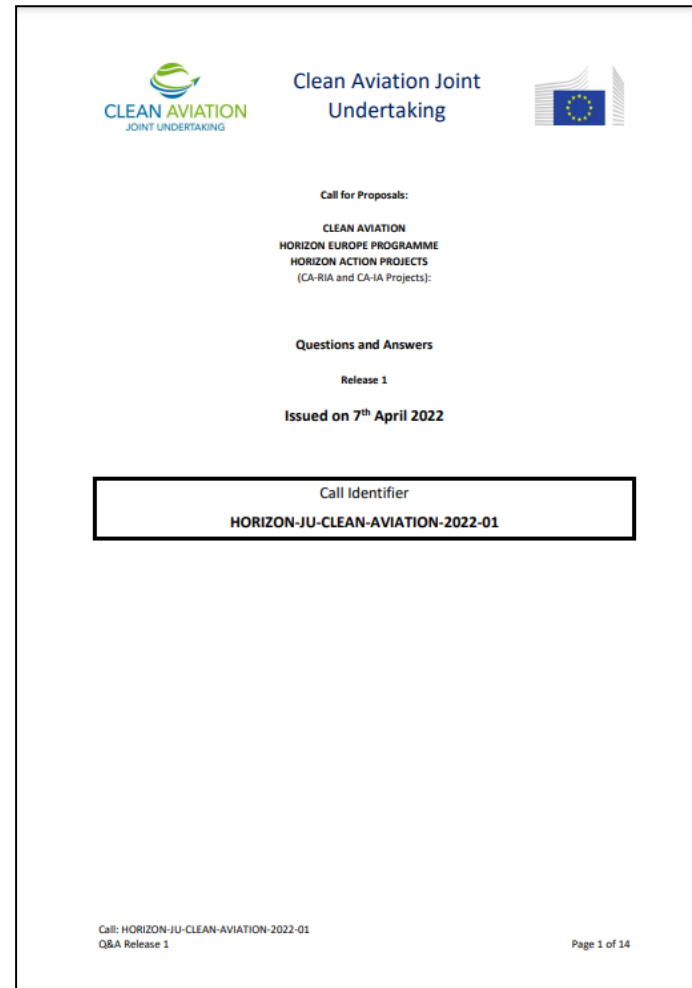 CLEAN AVIATION
JOINT UNDERTAKING
Clean Aviation Joint
Undertaking
Call for Proposals:
CLEAN AVIATION
HORIZON EUROPE PROGRAMME
HORIZON ACTION PROJECTS
(CA-RIA and CA-IA Projects):
Questions and Answers
Release 1
Issued on 7th April 2022
Call Identifier
HORIZON-JU-CLEAN-AVIATION-2022-01
Call: HORIZON-JU-CLEAN-AVIATION-2022-01
Q&A Release 1
Page 1 of 14